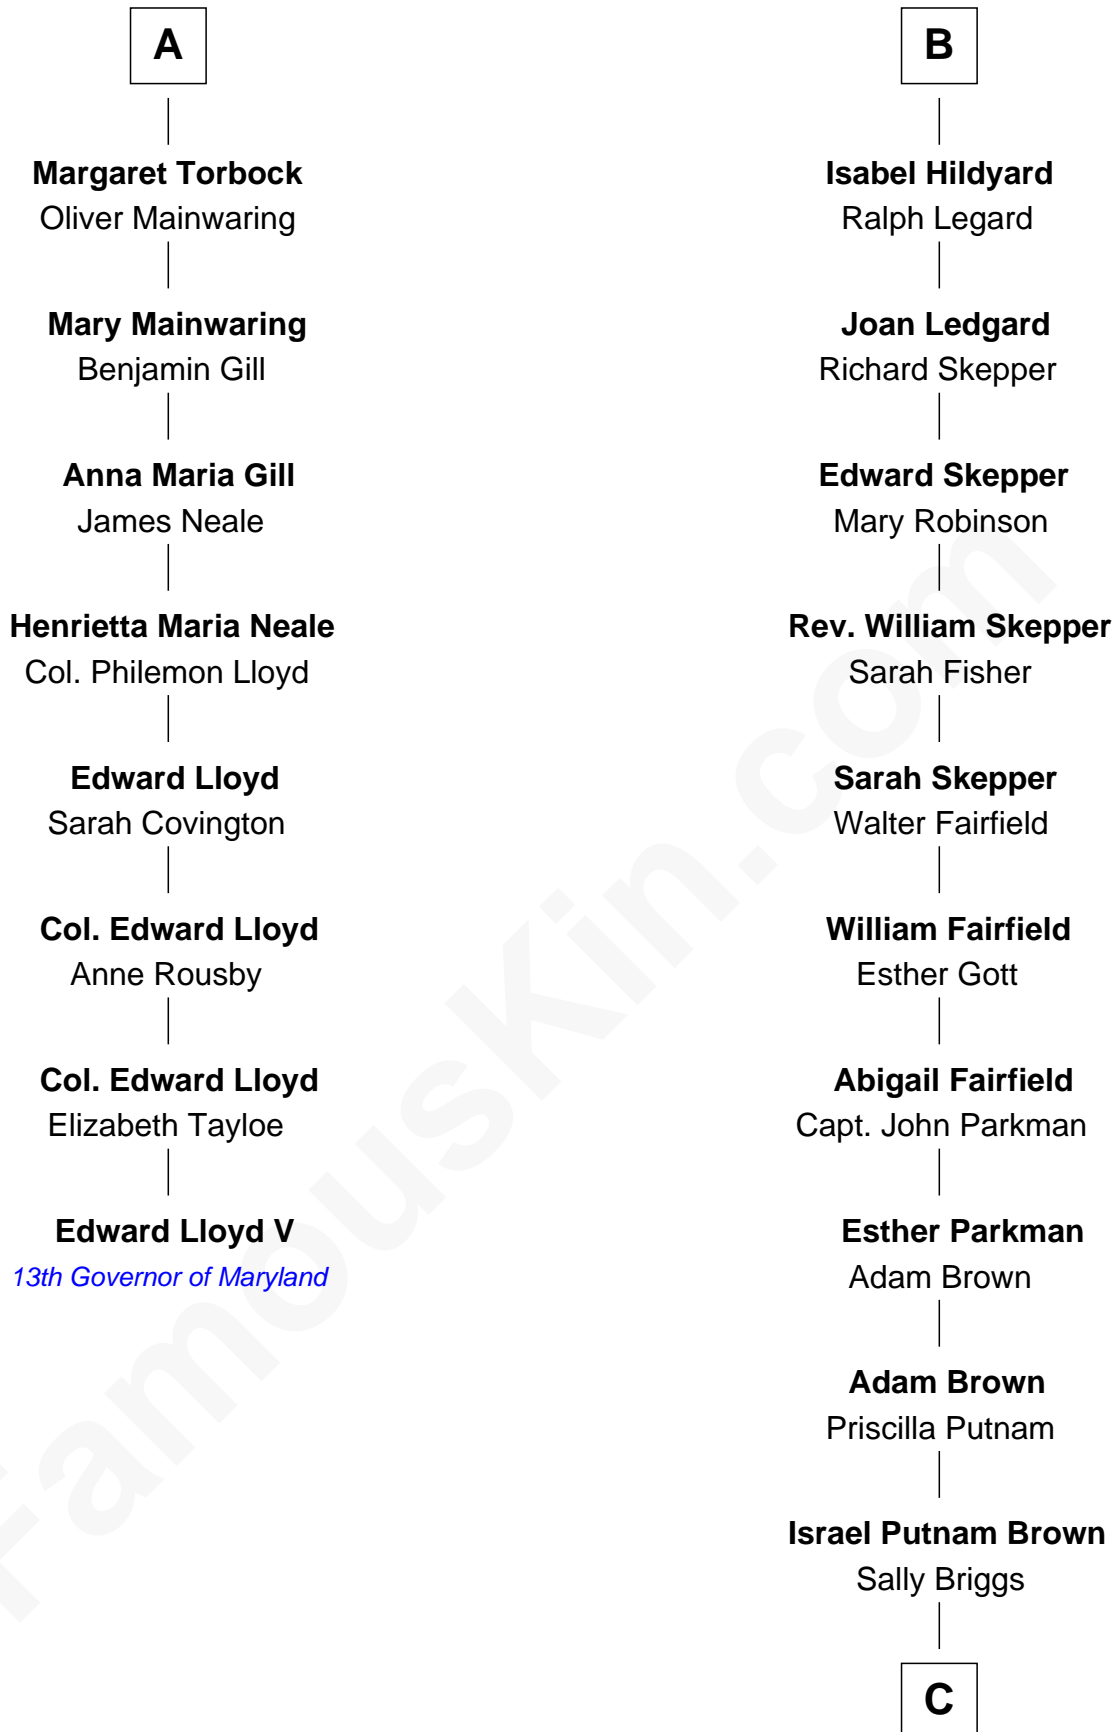 A
Margaret Torbock
Oliver Mainwaring
Mary Mainwaring
Benjamin Gill
Anna Maria Gill
James Neale
Henrietta Maria Neale
Col. Philemon Lloyd
Edward Lloyd
Sarah Covington
Col. Edward Lloyd
Anne Rousby
Col. Edward Lloyd
Elizabeth Tayloe
Edward Lloyd V
13th Governor of Maryland
B
Isabel Hildyard
Ralph Legard
Joan Ledgard
Richard Skepper
Edward Skepper
Mary Robinson
Rev. William Skepper
Sarah Fisher
Sarah Skepper
Walter Fairfield
William Fairfield
Esther Gott
Abigail Fairfield
Capt. John Parkman
Esther Parkman
Adam Brown
Adam Brown
Priscilla Putnam
Israel Putnam Brown
Sally Briggs
C
FamousKin.com